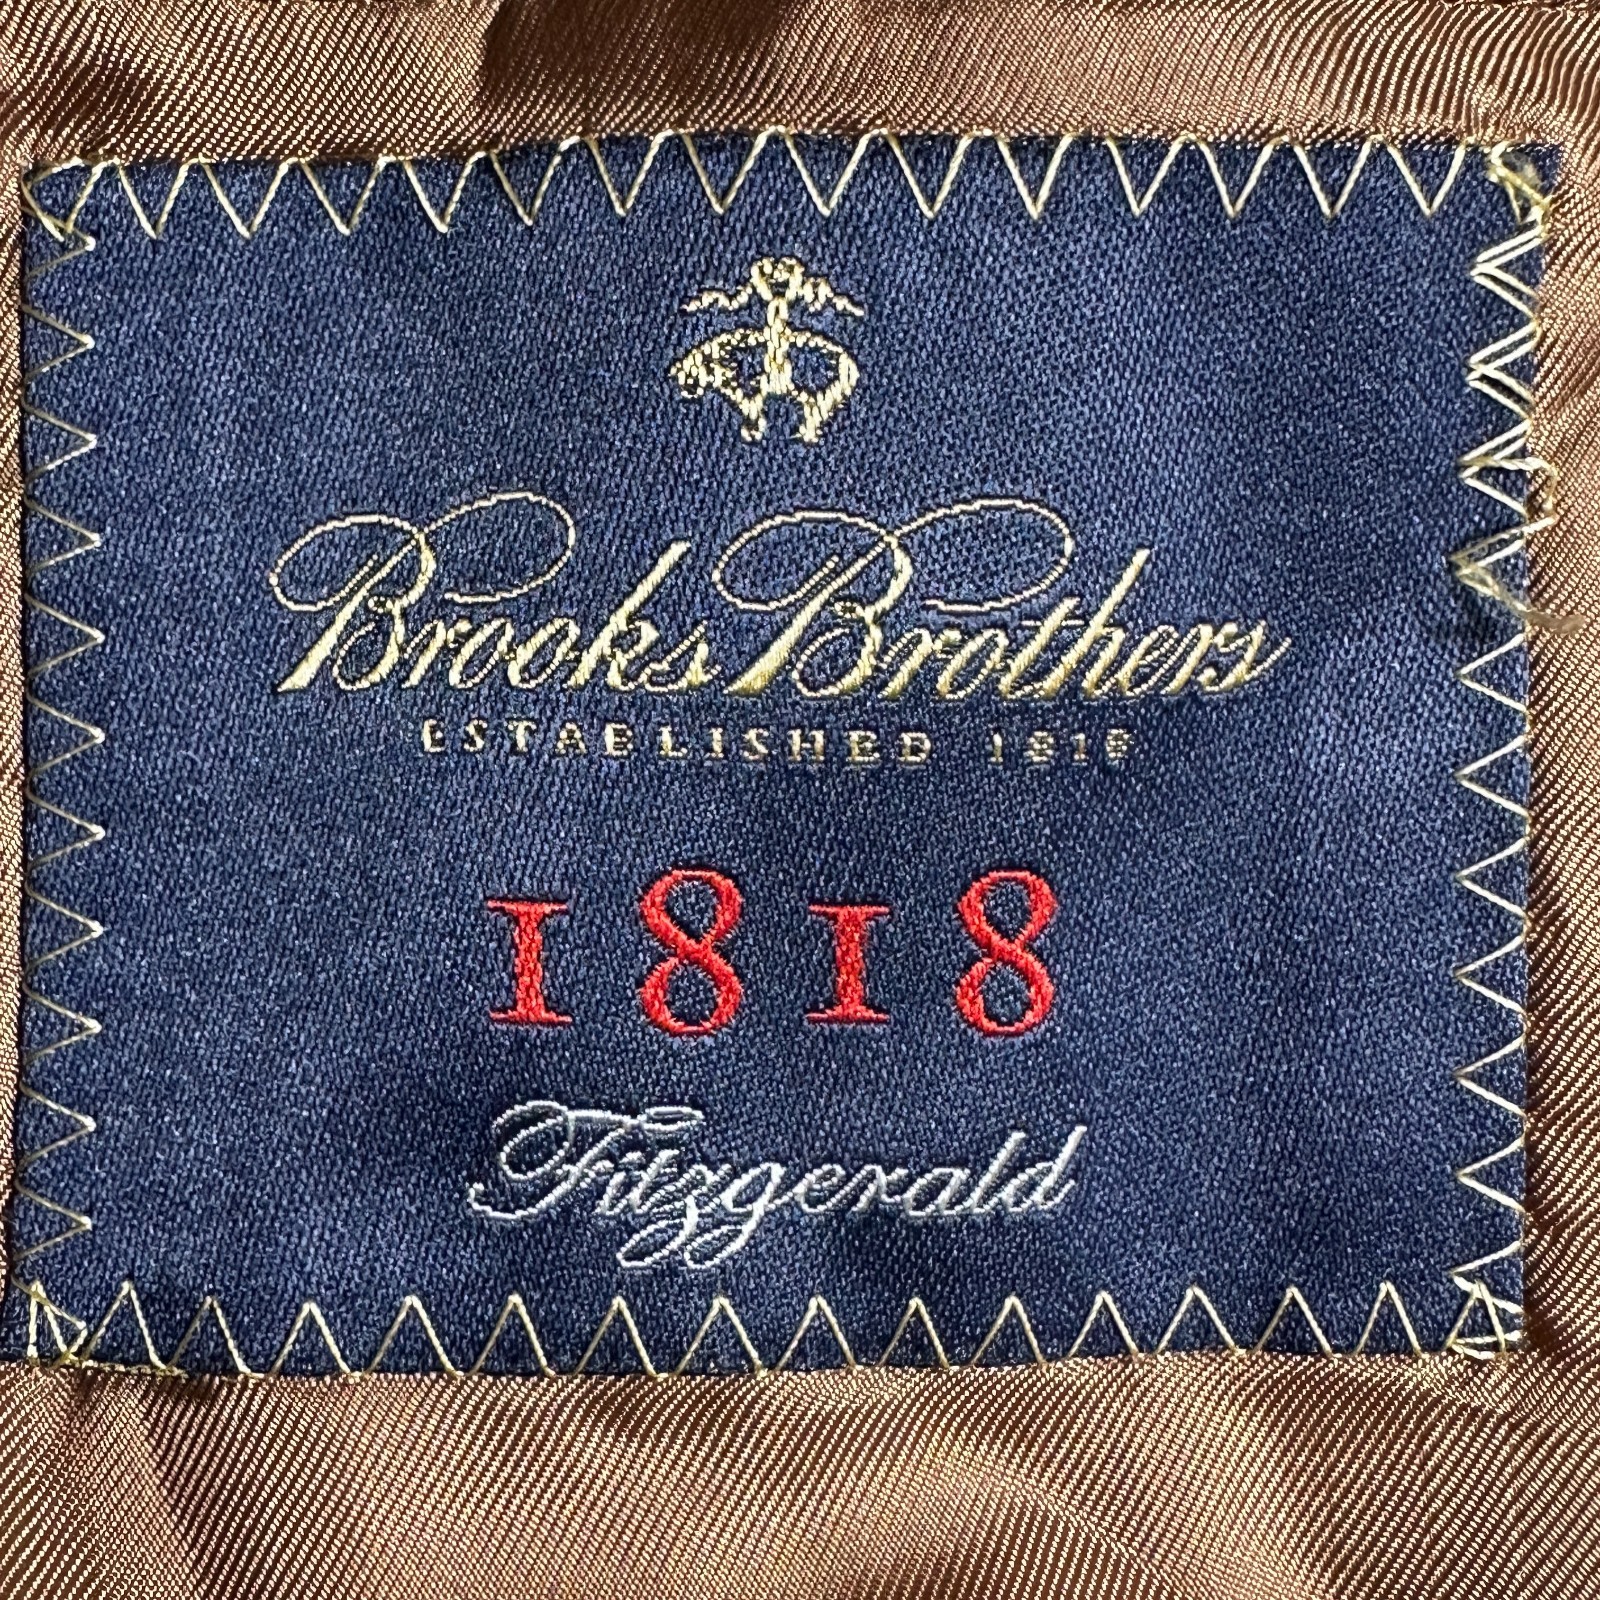 Brooks Brothers
ESTABLISHED 1818
1818
Fitzgerald